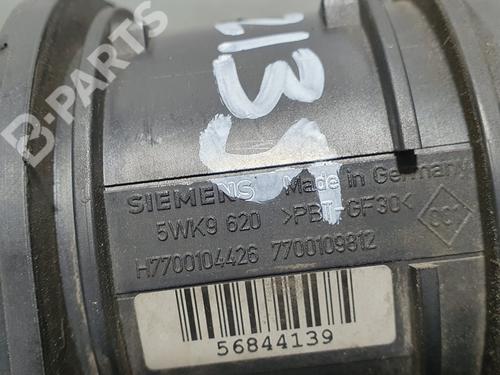 B-PARTS
SIEMENS Made in Germany
5WK9 620 >PBT-GF30<
H7700104426 7700109812
56844139